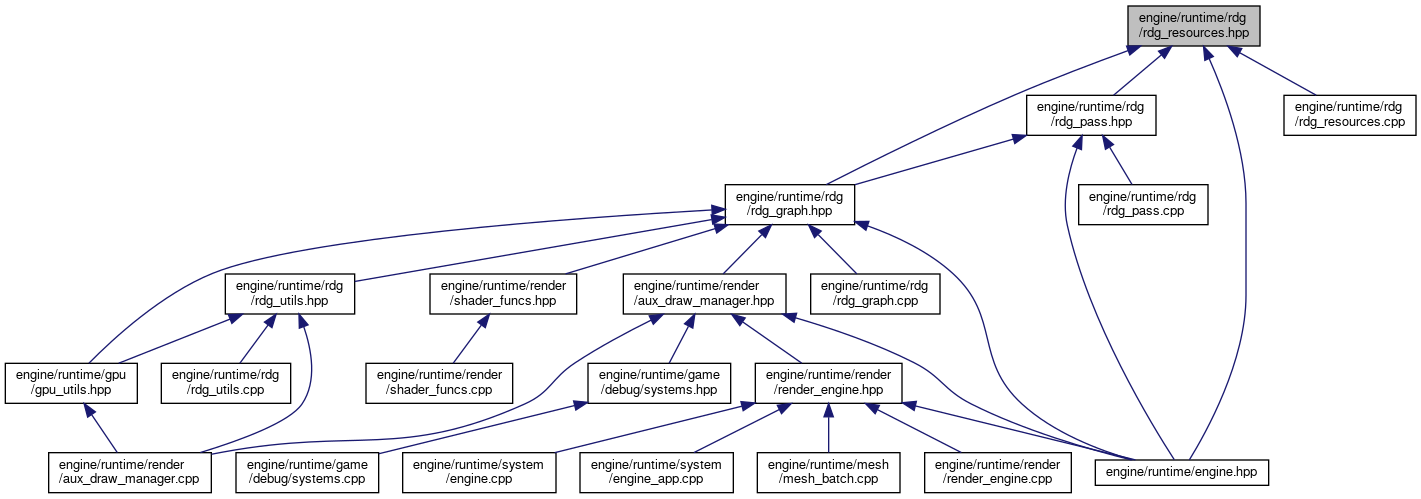 engine/runtime/rdg
/rdg_resources.hpp
engine/runtime/rdg
/rdg_pass.hpp
engine/runtime/rdg
/rdg_resources.cpp
engine/runtime/rdg
/rdg_graph.hpp
engine/runtime/rdg
/rdg_pass.cpp
engine/runtime/rdg
/rdg_utils.hpp
engine/runtime/render
/shader_funcs.hpp
engine/runtime/render
/aux_draw_manager.hpp
engine/runtime/rdg
/rdg_graph.cpp
engine/runtime/gpu
/gpu_utils.hpp
engine/runtime/rdg
/rdg_utils.cpp
engine/runtime/render
/shader_funcs.cpp
engine/runtime/game
/debug/systems.hpp
engine/runtime/render
/render_engine.hpp
engine/runtime/render
/aux_draw_manager.cpp
engine/runtime/game
/debug/systems.cpp
engine/runtime/system
/engine.cpp
engine/runtime/system
/engine_app.cpp
engine/runtime/mesh
/mesh_batch.cpp
engine/runtime/render
/render_engine.cpp
engine/runtime/engine.hpp